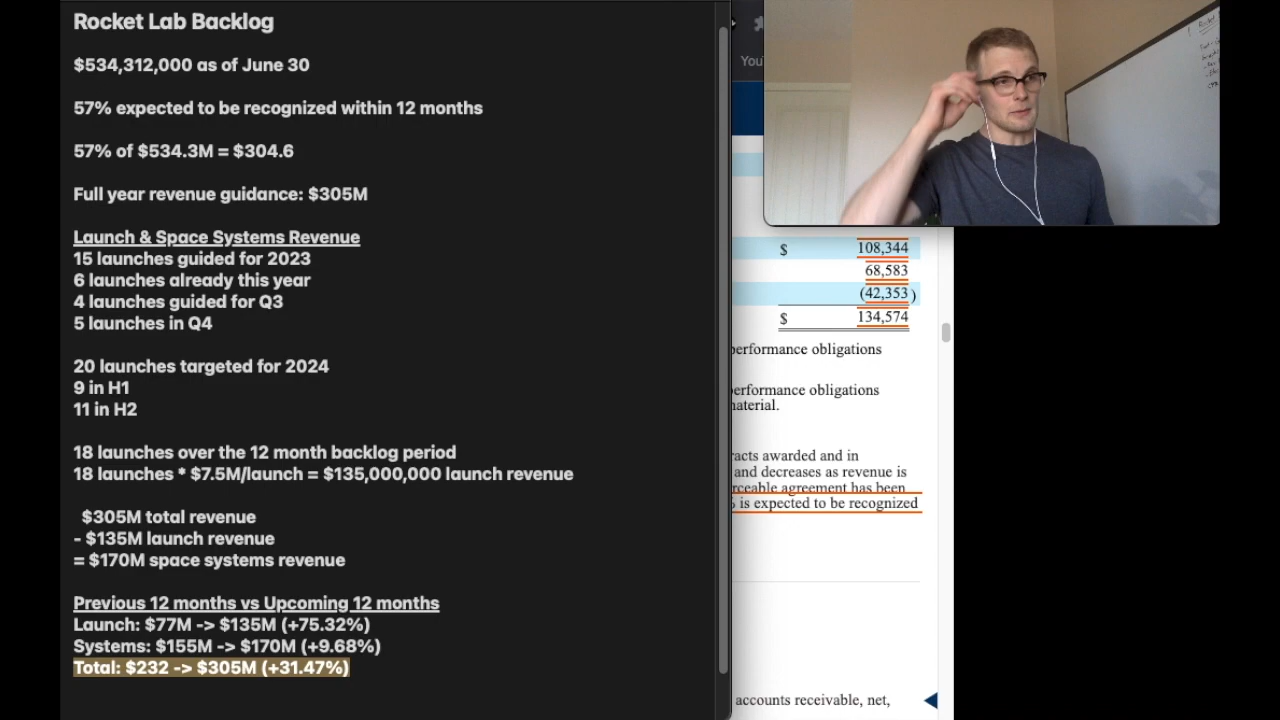 Rocket Lab Backlog
$534,312,000 as of June 30
57% expected to be recognized within 12 months
57% of $534.3M = $304.6
Full year revenue guidance: $305M
Launch & Space Systems Revenue
15 launches guided for 2023
6 launches already this year
4 launches guided for Q3
5 launches in Q4
20 launches targeted for 2024
9 in H1
11 in H2
18 launches over the 12 month backlog period
18 launches * $7.5M/launch = $135,000,000 launch revenue
$305M total revenue
- $135M launch revenue
= $170M space systems revenue
Previous 12 months vs Upcoming 12 months
Launch: $77M -> $135M (+75.32%)
Systems: $155M -> $170M (+9.68%)
Total: $232 -> $305M (+31.47%)
You
$ 108,344
68,583
(42,353)
$ 134,574
performance obligations
performance obligations
material.
racts awarded and in
and decreases as revenue is
rceable agreement has been
% is expected to be recognized
accounts receivable, net,